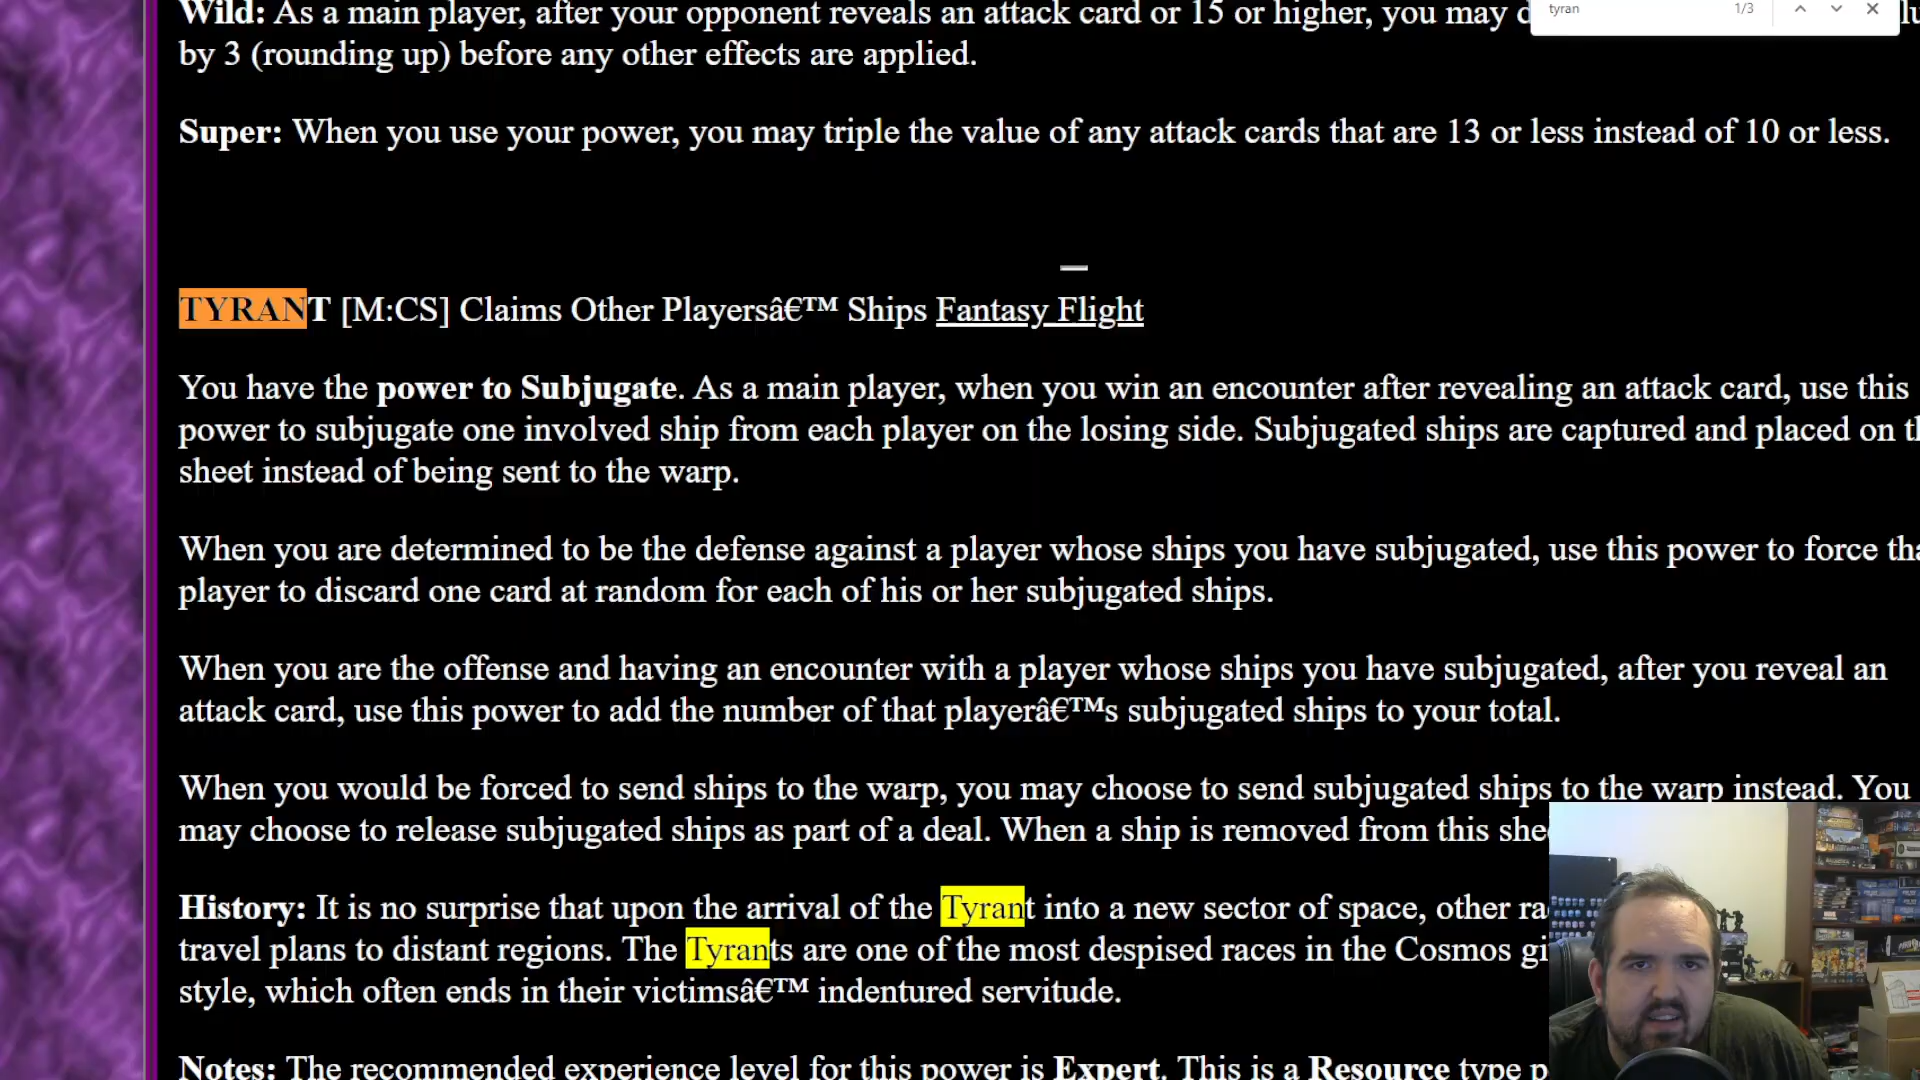 Wild: As a main player, after your opponent reveals an attack card or 15 or higher, you may
by 3 (rounding up) before any other effects are applied.
tyran 1/3
Super: When you use your power, you may triple the value of any attack cards that are 13 or less instead of 10 or less.
TYRANT [M:CS] Claims Other Playersâ€™ Ships Fantasy Flight
You have the power to Subjugate. As a main player, when you win an encounter after revealing an attack card, use this
power to subjugate one involved ship from each player on the losing side. Subjugated ships are captured and placed on
sheet instead of being sent to the warp.
When you are determined to be the defense against a player whose ships you have subjugated, use this power to force
player to discard one card at random for each of his or her subjugated ships.
When you are the offense and having an encounter with a player whose ships you have subjugated, after you reveal an
attack card, use this power to add the number of that playerâ€™s subjugated ships to your total.
When you would be forced to send ships to the warp, you may choose to send subjugated ships to the warp instead. You
may choose to release subjugated ships as part of a deal. When a ship is removed from this
History: It is no surprise that upon the arrival of the Tyrant into a new sector of space, other
travel plans to distant regions. The Tyrants are one of the most despised races in the Cosmos
style, which often ends in their victimsâ€™ indentured servitude.
Notes: The recommended experience level for this power is Expert. This is a Resource type